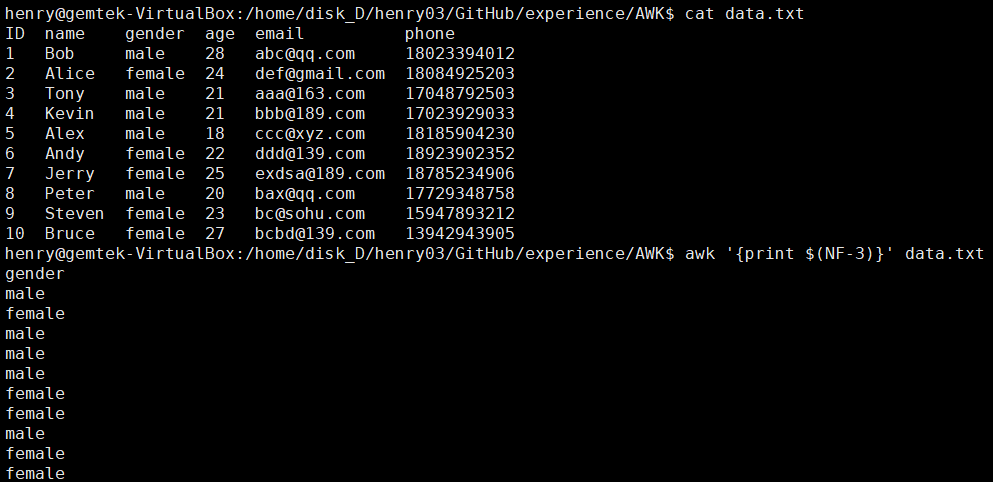 henry@gemtek-VirtualBox:/home/disk_D/henry03/GitHub/experience/AWK$ cat data.txt
ID  name    gender  age  email          phone
1   Bob     male    28  abc@qq.com     18023394012
2   Alice   female  24  def@gmail.com  18084925203
3   Tony    male    21  aaa@163.com    17048792503
4   Kevin   male    21  bbb@189.com    17023929033
5   Alex    male    18  ccc@xyz.com    18185904230
6   Andy    female  22  ddd@139.com    18923902352
7   Jerry   female  25  exdsa@189.com  18785234906
8   Peter   male    20  bax@qq.com     17729348758
9   Steven  female  23  bc@sohu.com    15947893212
10  Bruce   female  27  bcbd@139.com   13942943905
henry@gemtek-VirtualBox:/home/disk_D/henry03/GitHub/experience/AWK$ awk '{print $(NF-3)}' data.txt
gender
male
female
male
male
male
female
female
male
female
female